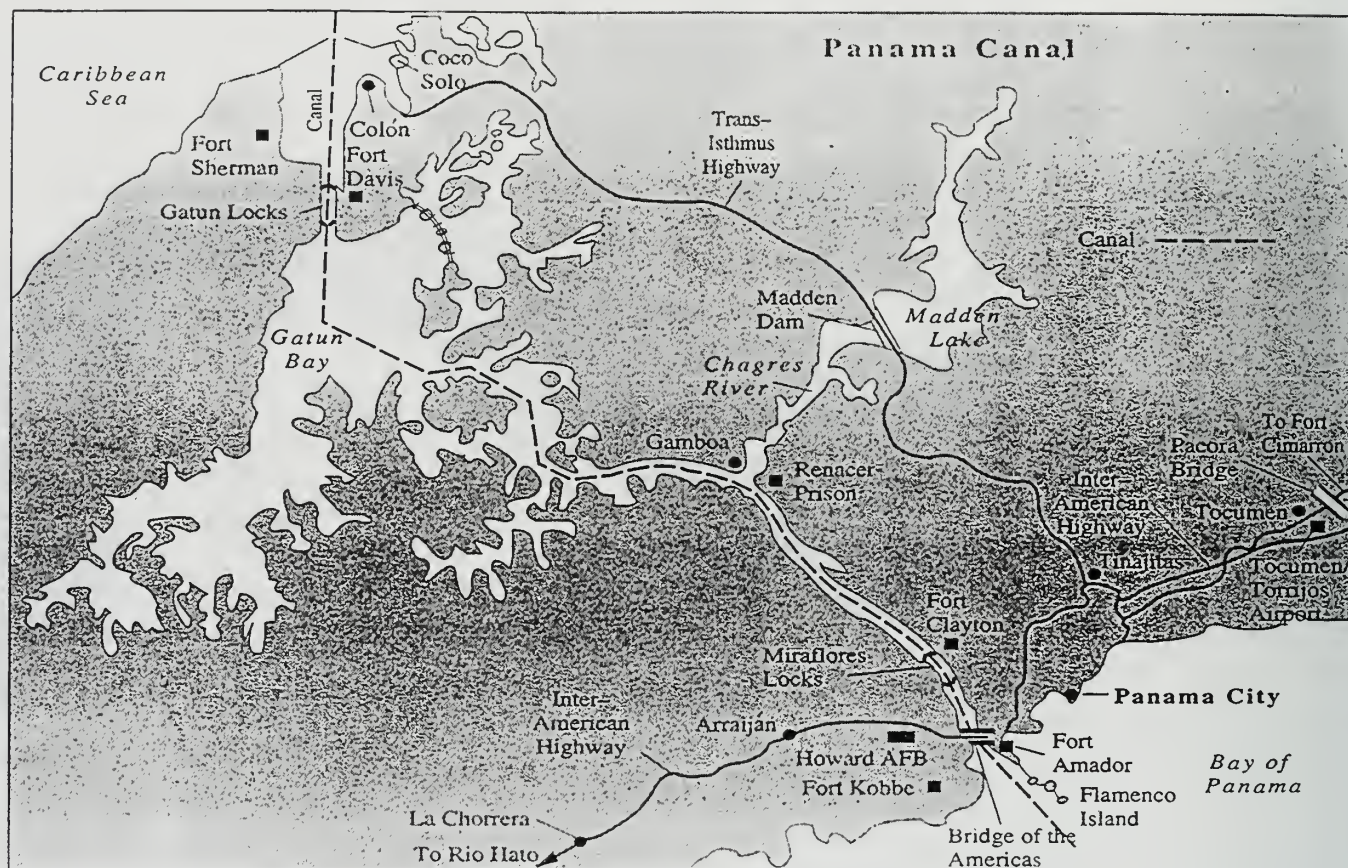 Panama Canal
Caribbean
Sea
Coco
Solo
Canal
Colón
Fort
Sherman
Fort
Davis
Gatun Locks
Trans-
Isthmus
Highway
Canal
Madden
Dam
Madden
Lake
Gatun
Bay
Chagres
River
Gamboa
Renacer
Prison
To Fort
Cimarron
Pacora
Bridge
Inter-
American
Highway
Tocumen
Tinajitas
Tocumen/
Torrijos
Airport
Fort
Clayton
Miraflores
Locks
Panama City
Inter-
American
Highway
Arraiján
Howard AFB
Fort Kobbe
Fort
Amador
Bay of
Panama
Flamenco
Island
La Chorrera
To Rio Hato
Bridge of the
Americas